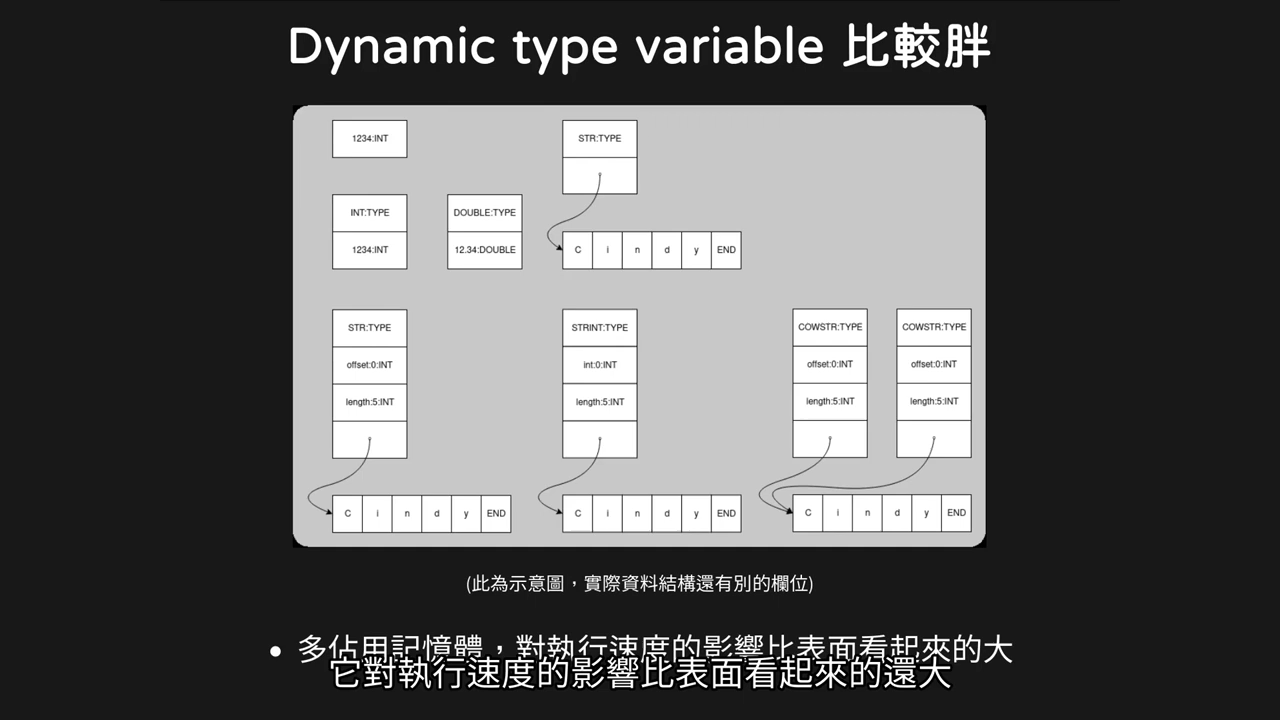 Dynamic type variable 比較胖
1234:INT
STR:TYPE
INT:TYPE
DOUBLE:TYPE
1234:INT
12.34:DOUBLE
C i n d y END
STR:TYPE
offset:0:INT
length:5:INT
C i n d y END
STRINT:TYPE
int:0:INT
length:5:INT
C i n d y END
COWSTR:TYPE
offset:0:INT
length:5:INT
COWSTR:TYPE
offset:0:INT
length:5:INT
C i n d y END
(此為示意圖，實際資料結構還有別的欄位)
• 多佔用記憶體，對執行速度的影響比表面看起來的大
它對執行速度的影響比表面看起來的還大